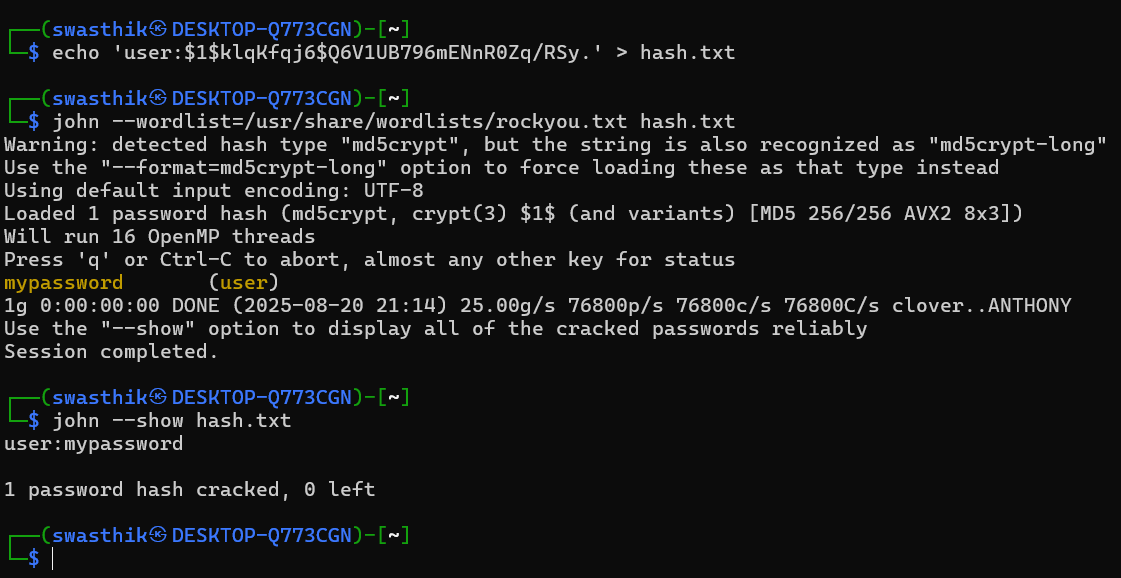 ┌──(swasthik㉿DESKTOP-Q773CGN)-[~]
└─$ echo 'user:$1$klqKfqj6$Q6V1UB796mENnR0Zq/RSy.' > hash.txt
┌──(swasthik㉿DESKTOP-Q773CGN)-[~]
└─$ john --wordlist=/usr/share/wordlists/rockyou.txt hash.txt
Warning: detected hash type "md5crypt", but the string is also recognized as "md5crypt-long"
Use the "--format=md5crypt-long" option to force loading these as that type instead
Using default input encoding: UTF-8
Loaded 1 password hash (md5crypt, crypt(3) $1$ (and variants) [MD5 256/256 AVX2 8x3])
Will run 16 OpenMP threads
Press 'q' or Ctrl-C to abort, almost any other key for status
mypassword       (user)
1g 0:00:00:00 DONE (2025-08-20 21:14) 25.00g/s 76800p/s 76800c/s 76800C/s clover..ANTHONY
Use the "--show" option to display all of the cracked passwords reliably
Session completed.
┌──(swasthik㉿DESKTOP-Q773CGN)-[~]
└─$ john --show hash.txt
user:mypassword
1 password hash cracked, 0 left
┌──(swasthik㉿DESKTOP-Q773CGN)-[~]
└─$